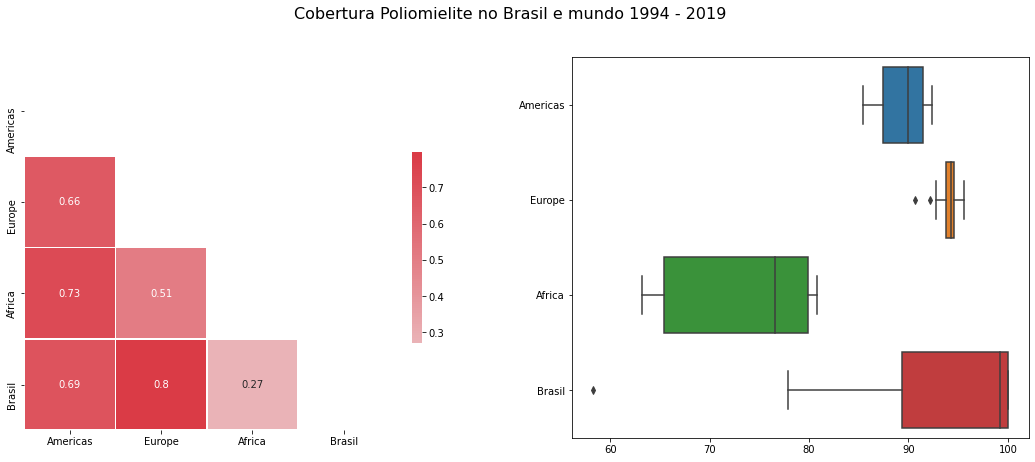 Cobertura Poliomielite no Brasil e mundo 1994 - 2019
Americas
Europe
Africa
Brasil
0.66
0.73 0.51
0.69 0.8 0.27
Americas Europe Africa Brasil
0.7
0.6
0.5
0.4
0.3
Americas
Europe
Africa
Brasil
60 70 80 90 100